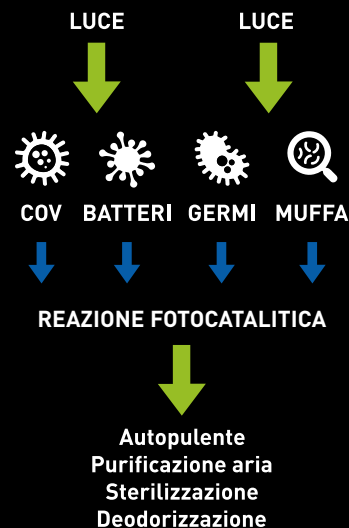 LUCE LUCE
COV BATTERI GERMI MUFFA
REAZIONE FOTOCATALITICA
Autopulente
Purificazione aria
Sterilizzazione
Deodorizzazione